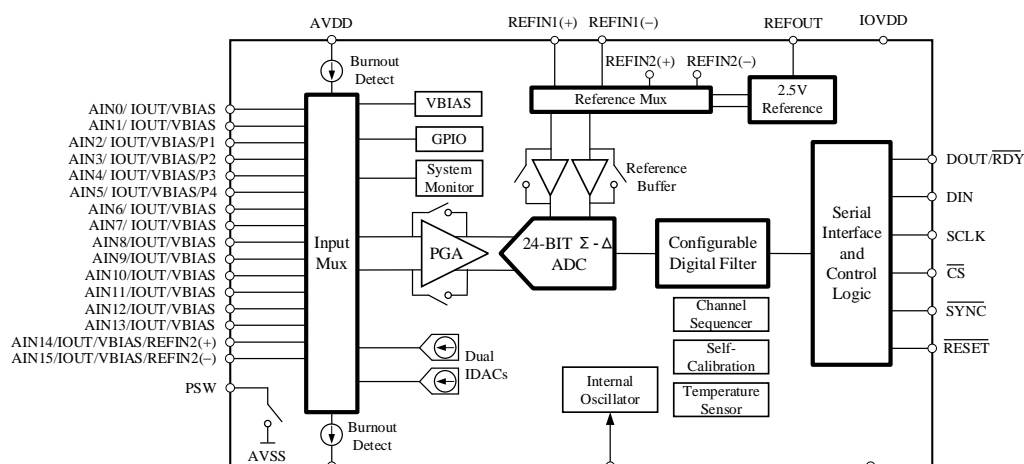 AVDD
REFIN1(+)
REFIN1(–)
REFOUT
IOVDD
Burnout
Detect
REFIN2(+)
REFIN2(–)
VBIAS
Reference Mux
2.5V
Reference
AIN0/ IOUT/VBIAS
AIN1/ IOUT/VBIAS
AIN2/ IOUT/VBIAS/P1
AIN3/ IOUT/VBIAS/P2
AIN4/ IOUT/VBIAS/P3
AIN5/ IOUT/VBIAS/P4
AIN6/ IOUT/VBIAS
AIN7/ IOUT/VBIAS
AIN8/IOUT/VBIAS
AIN9/IOUT/VBIAS
AIN10/IOUT/VBIAS
AIN11/IOUT/VBIAS
AIN12/IOUT/VBIAS
AIN13/IOUT/VBIAS
AIN14/IOUT/VBIAS/REFIN2(+)
AIN15/IOUT/VBIAS/REFIN2(–)
PSW
AVSS
GPIO
System
Monitor
Input
Mux
PGA
Reference
Buffer
24-BIT Σ-Δ
ADC
Configurable
Digital Filter
Serial
Interface
and
Control
Logic
DOUT/RDY
DIN
SCLK
CS
SYNC
RESET
Channel
Sequencer
Self-
Calibration
Temperature
Sensor
Dual
IDACs
Internal
Oscillator
Burnout
Detect